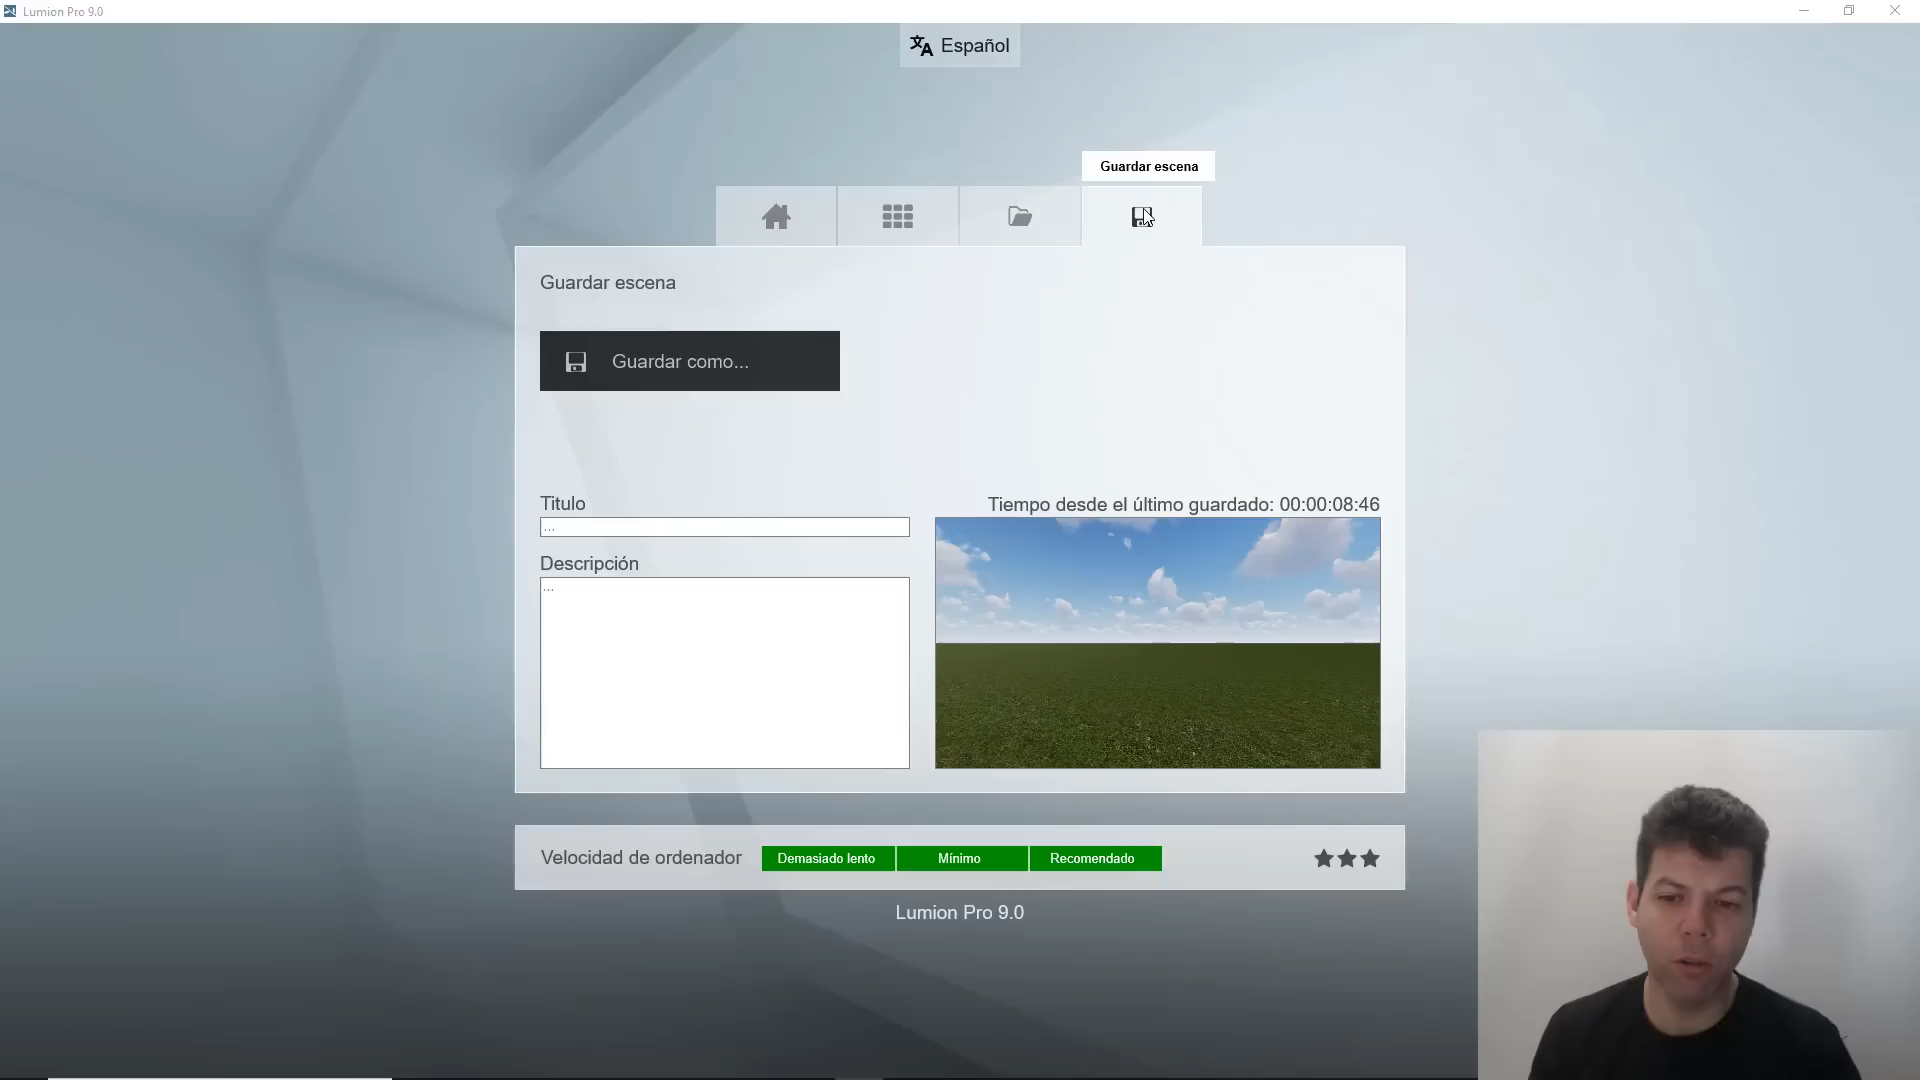 Lumion Pro 9.0
Español
Guardar escena
Guardar escena
Guardar como...
Titulo
...
Tiempo desde el último guardado: 00:00:08:46
Descripción
...
Velocidad de ordenador
Demasiado lento
Mínimo
Recomendado
Lumion Pro 9.0